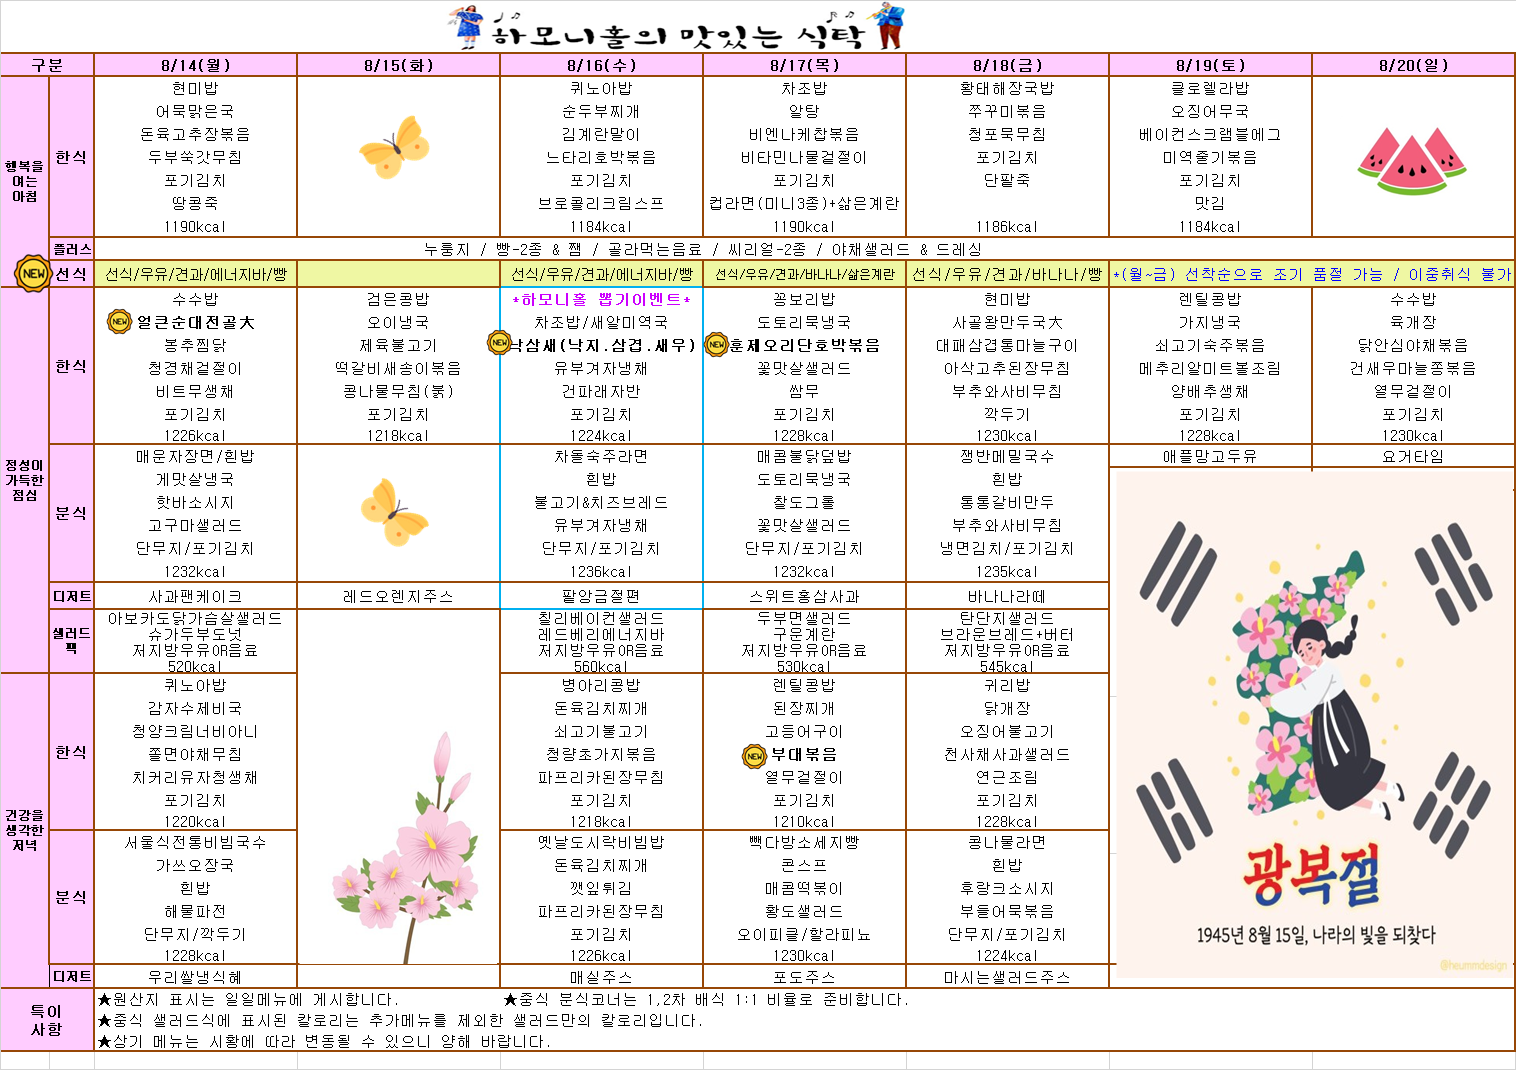 하모니홀의 맛있는 식탁
구분 8/14(월) 8/15(화) 8/16(수) 8/17(목) 8/18(금) 8/19(토) 8/20(일)
행복을
여는
아침
한식
현미밥
어묵맑은국
돈육고추장볶음
두부쑥갓무침
포기김치
땅콩죽
1190kcal
퀴노아밥
순두부찌개
김계란말이
느타리호박볶음
포기김치
브로콜리크림스프
1184kcal
차조밥
알탕
비엔나케찹볶음
비타민나물겉절이
포기김치
컵라면(미니3종)+삶은계란
1190kcal
황태해장국밥
쭈꾸미볶음
청포묵무침
포기김치
단팥죽
1186kcal
클로렐라밥
오징어무국
베이컨스크램블에그
미역줄기볶음
포기김치
맛김
1184kcal
플러스
누룽지 / 빵-2종 & 잼 / 골라먹는음료 / 씨리얼-2종 / 야채샐러드 & 드레싱
NEW
선식
선식/우유/견과/에너지바/빵
선식/우유/견과/에너지바/빵
선식/우유/견과/바나나/삶은계란
선식/우유/견과/바나나/빵
*(월~금) 선착순으로 조기 품절 가능 / 이중취식 불가
정성이
가득한
점심
한식
수수밥
NEW 얼큰순대전골大
봉추찜닭
청경채겉절이
비트무생채
포기김치
1226kcal
검은콩밥
오이냉국
제육불고기
떡갈비새송이볶음
콩나물무침(붉)
포기김치
1218kcal
*하모니홀 뽑기이벤트*
차조밥/새알미역국
NEW 낙삼새(낙지.삼겹.새우)
유부겨자냉채
건파래자반
포기김치
1224kcal
꽁보리밥
도토리묵냉국
NEW 훈제오리단호박볶음
꽃맛살샐러드
쌈무
포기김치
1228kcal
현미밥
사골왕만두국大
대패삼겹통마늘구이
아삭고추된장무침
부추와사비무침
깍두기
1230kcal
렌틸콩밥
가지냉국
쇠고기숙주볶음
메추리알미트볼조림
양배추생채
포기김치
1228kcal
수수밥
육개장
닭안심야채볶음
건새우마늘쫑볶음
열무겉절이
포기김치
1230kcal
분식
매운자장면/흰밥
게맛살냉국
핫바소시지
고구마샐러드
단무지/포기김치
1232kcal
차돌숙주라면
흰밥
불고기&치즈브레드
유부겨자냉채
단무지/포기김치
1236kcal
매콤불닭덮밥
도토리묵냉국
찰도그롤
꽃맛살샐러드
단무지/포기김치
1232kcal
쟁반메밀국수
흰밥
통통갈비만두
부추와사비무침
냉면김치/포기김치
1235kcal
애플망고두유
요거타임
디저트
사과팬케이크
레드오렌지주스
팥앙금절편
스위트홍삼사과
바나나라떼
샐러드
팩
아보카도닭가슴살샐러드
슈가두부도넛
저지방우유OR음료
520kcal
칠리베이컨샐러드
레드베리에너지바
저지방우유OR음료
560kcal
두부면샐러드
구운계란
저지방우유OR음료
530kcal
탄단지샐러드
브라운브레드+버터
저지방우유OR음료
545kcal
건강을
생각한
저녁
한식
퀴노아밥
감자수제비국
청양크림너비아니
쫄면야채무침
치커리유자청생채
포기김치
1220kcal
병아리콩밥
돈육김치찌개
쇠고기불고기
청량초가지볶음
파프리카된장무침
포기김치
1218kcal
렌틸콩밥
된장찌개
고등어구이
NEW 부대볶음
열무겉절이
포기김치
1210kcal
귀리밥
닭개장
오징어불고기
천사채사과샐러드
연근조림
포기김치
1228kcal
분식
서울식전통비빔국수
가쓰오장국
흰밥
해물파전
단무지/깍두기
1228kcal
옛날도시락비빔밥
돈육김치찌개
깻잎튀김
파프리카된장무침
포기김치
1226kcal
빽다방소세지빵
콘스프
매콤떡볶이
황도샐러드
오이피클/할라피뇨
1230kcal
콩나물라면
흰밥
후랑크소시지
부들어묵볶음
단무지/포기김치
1224kcal
디저트
우리쌀냉식혜
매실주스
포도주스
마시는샐러드주스
광복절
1945년 8월 15일, 나라의 빛을 되찾다
@heummdesign
특이
사항
★원산지 표시는 일일메뉴에 게시합니다. ★중식 분식코너는 1,2차 배식 1:1 비율로 준비합니다.
★중식 샐러드식에 표시된 칼로리는 추가메뉴를 제외한 샐러드만의 칼로리입니다.
★상기 메뉴는 시황에 따라 변동될 수 있으니 양해 바랍니다.